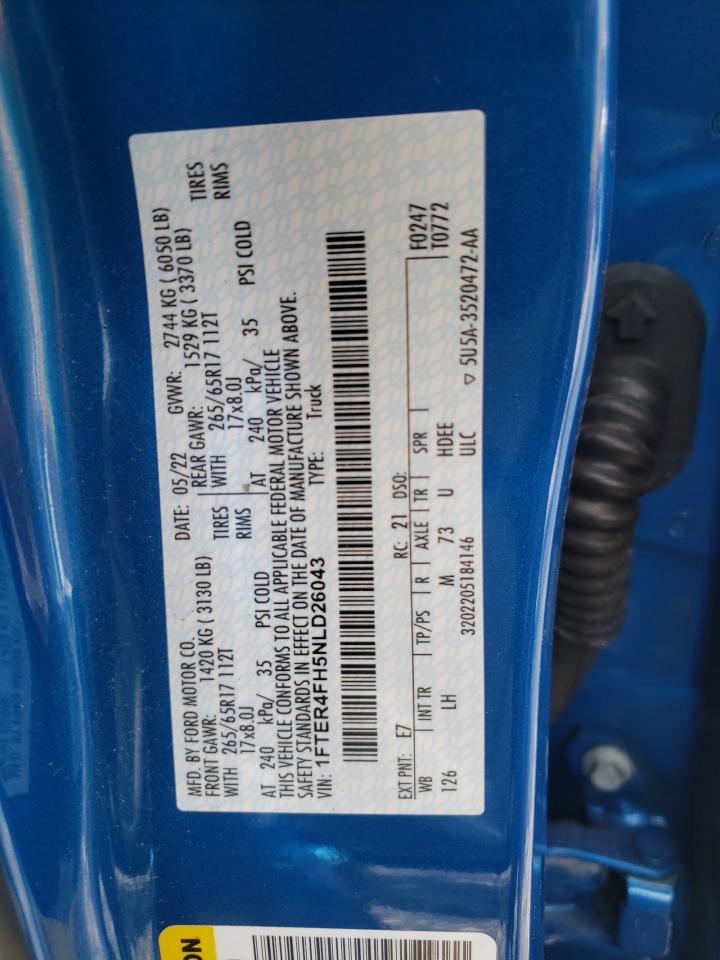 MFD. BY FORD MOTOR CO. DATE: 05/22 GVWR: 2744 KG ( 6050 LB)
FRONT GAWR: 1420 KG ( 3130 LB) REAR GAWR: 1529 KG ( 3370 LB)
WITH 265/65R17 112T TIRES WITH 265/65R17 112T TIRES
17x8.0J RIMS 17x8.0J RIMS
AT 240 kPa/ 35 PSI COLD AT 240 kPa/ 35 PSI COLD
THIS VEHICLE CONFORMS TO ALL APPLICABLE FEDERAL MOTOR VEHICLE
SAFETY STANDARDS IN EFFECT ON THE DATE OF MANUFACTURE SHOWN ABOVE.
VIN: 1FTER4FH5NLD26043 TYPE: Truck
EXT PNT: E7 RC: 21 DSO: F0247
WB INT TR TP/PS R AXLE TR SPR T0772
126 LH M 73 U HDEE
3202205184146 ULC ▽ 5U5A-3520472-AA
ON